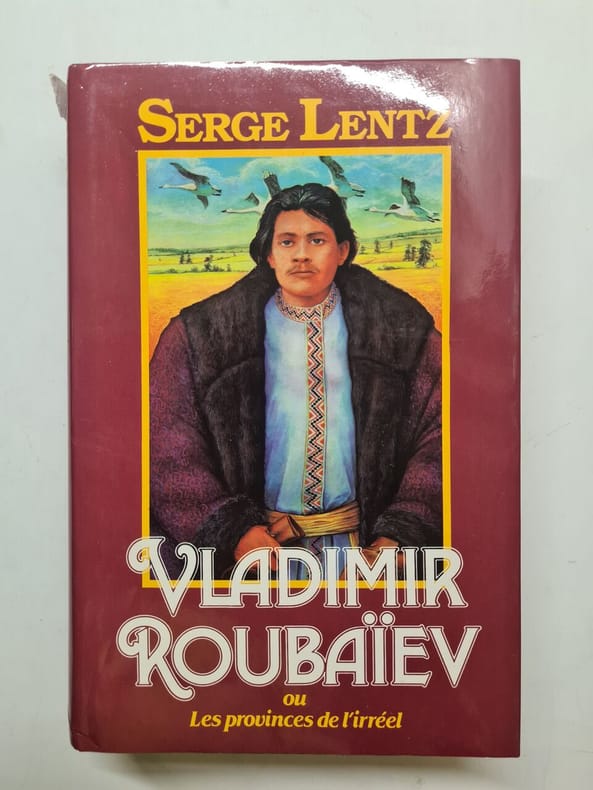 SERGE LENTZ
VLADIMIR
ROUBAÏEV
ou
Les provinces de l'irréel